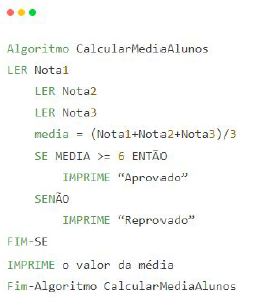 Algoritmo CalcularMediaAlunos
LER Nota1
LER Nota2
LER Nota3
media = (Nota1+Nota2+Nota3)/3
SE MEDIA >= 6 ENTÃO
IMPRIME “Aprovado”
SENÃO
IMPRIME “Reprovado”
FIM-SE
IMPRIME o valor da média
Fim-Algoritmo CalcularMediaAlunos